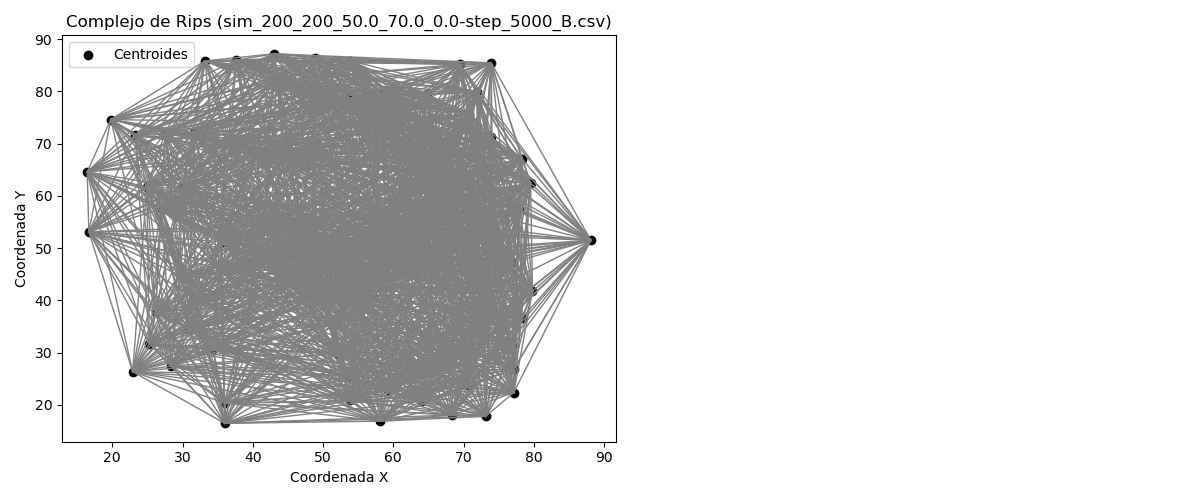 Complejo de Rips (sim_200_200_50.0_70.0_0.0-step_5000_B.csv)
Centroides
90
80
70
60
50
40
30
20
Coordenada Y
20 30 40 50 60 70 80 90
Coordenada X